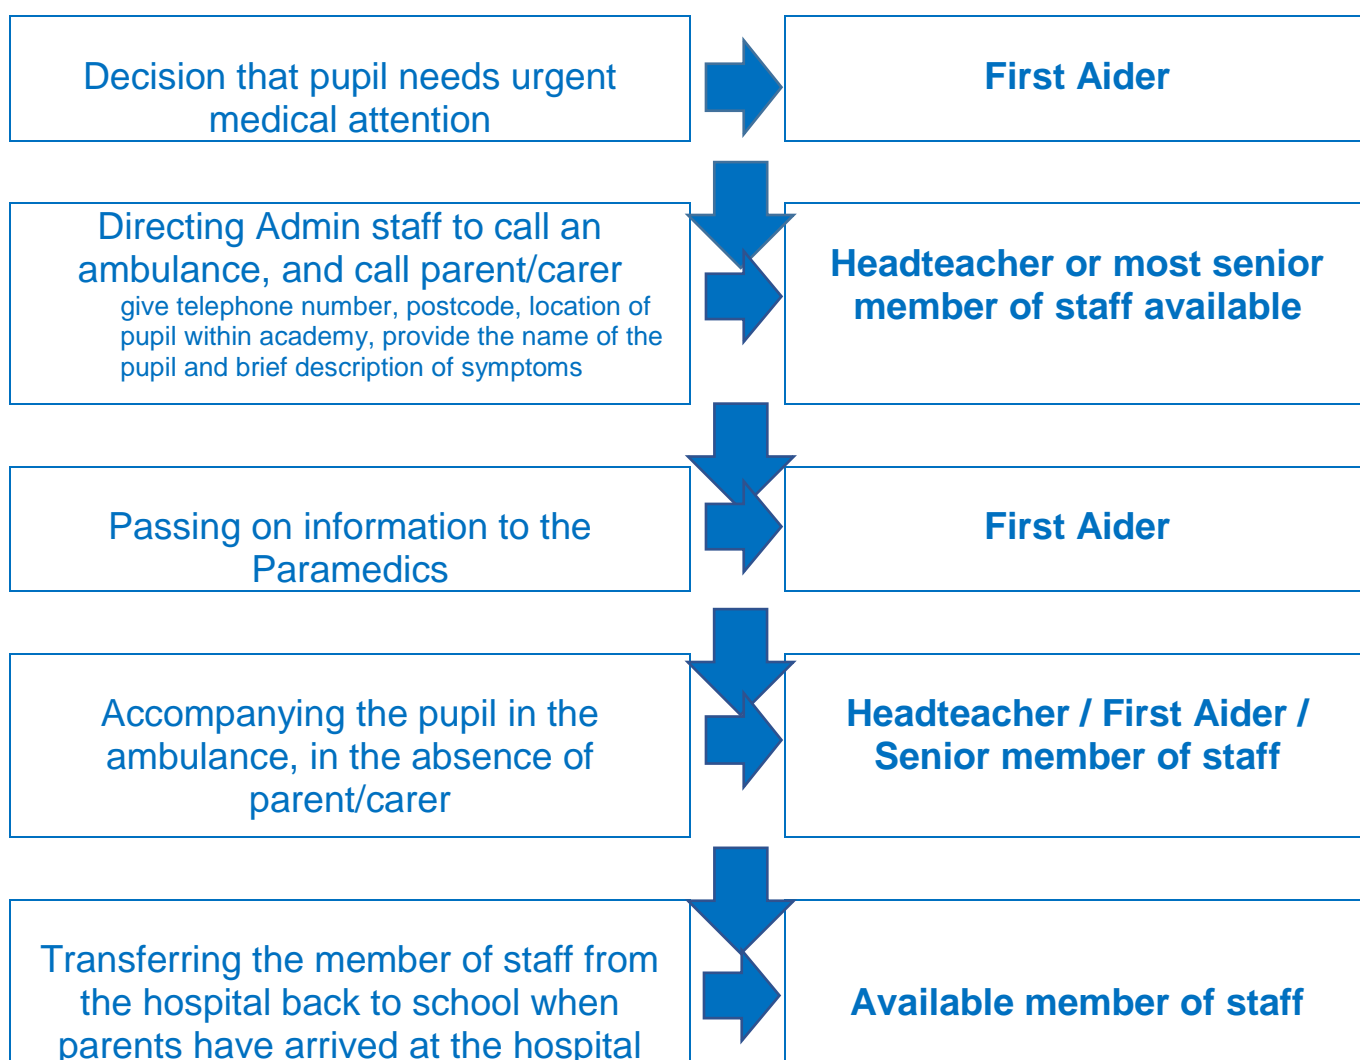 Decision that pupil needs urgent
medical attention
First Aider
Directing Admin staff to call an
ambulance, and call parent/carer
give telephone number, postcode, location of
pupil within academy, provide the name of the
pupil and brief description of symptoms
Headteacher or most senior
member of staff available
Passing on information to the
Paramedics
First Aider
Accompanying the pupil in the
ambulance, in the absence of
parent/carer
Headteacher / First Aider /
Senior member of staff
Transferring the member of staff from
the hospital back to school when
parents have arrived at the hospital
Available member of staff